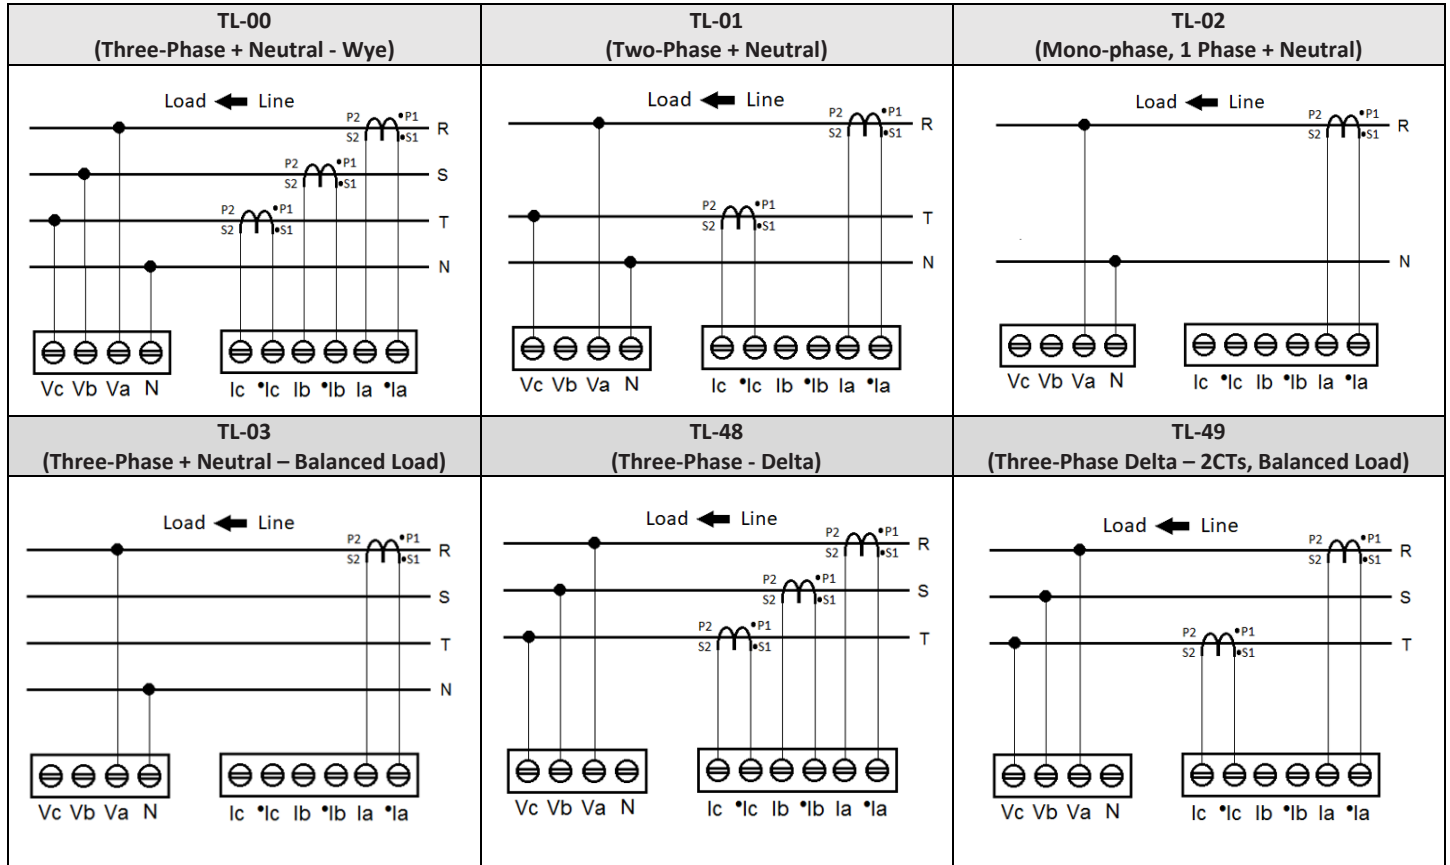 TL-00
(Three-Phase + Neutral - Wye)
Load Line
P2 •P1 R
S2 •S1
P2 •P1 S
S2 •S1
P2 •P1 T
S2 •S1
N
Vc Vb Va N Ic •Ic Ib •Ib Ia •Ia
TL-01
(Two-Phase + Neutral)
Load Line
P2 •P1 R
S2 •S1
P2 •P1 T
S2 •S1
N
Vc Vb Va N Ic •Ic Ib •Ib Ia •Ia
TL-02
(Mono-phase, 1 Phase + Neutral)
Load Line
P2 •P1 R
S2 •S1
N
Vc Vb Va N Ic •Ic Ib •Ib Ia •Ia
TL-03
(Three-Phase + Neutral – Balanced Load)
Load Line
P2 •P1 R
S2 •S1
S
T
N
Vc Vb Va N Ic •Ic Ib •Ib Ia •Ia
TL-48
(Three-Phase - Delta)
Load Line
P2 •P1 R
S2 •S1
P2 •P1 S
S2 •S1
P2 •P1 T
S2 •S1
Vc Vb Va N Ic •Ic Ib •Ib Ia •Ia
TL-49
(Three-Phase Delta – 2CTs, Balanced Load)
Load Line
P2 •P1 R
S2 •S1
S
P2 •P1 T
S2 •S1
Vc Vb Va N Ic •Ic Ib •Ib Ia •Ia